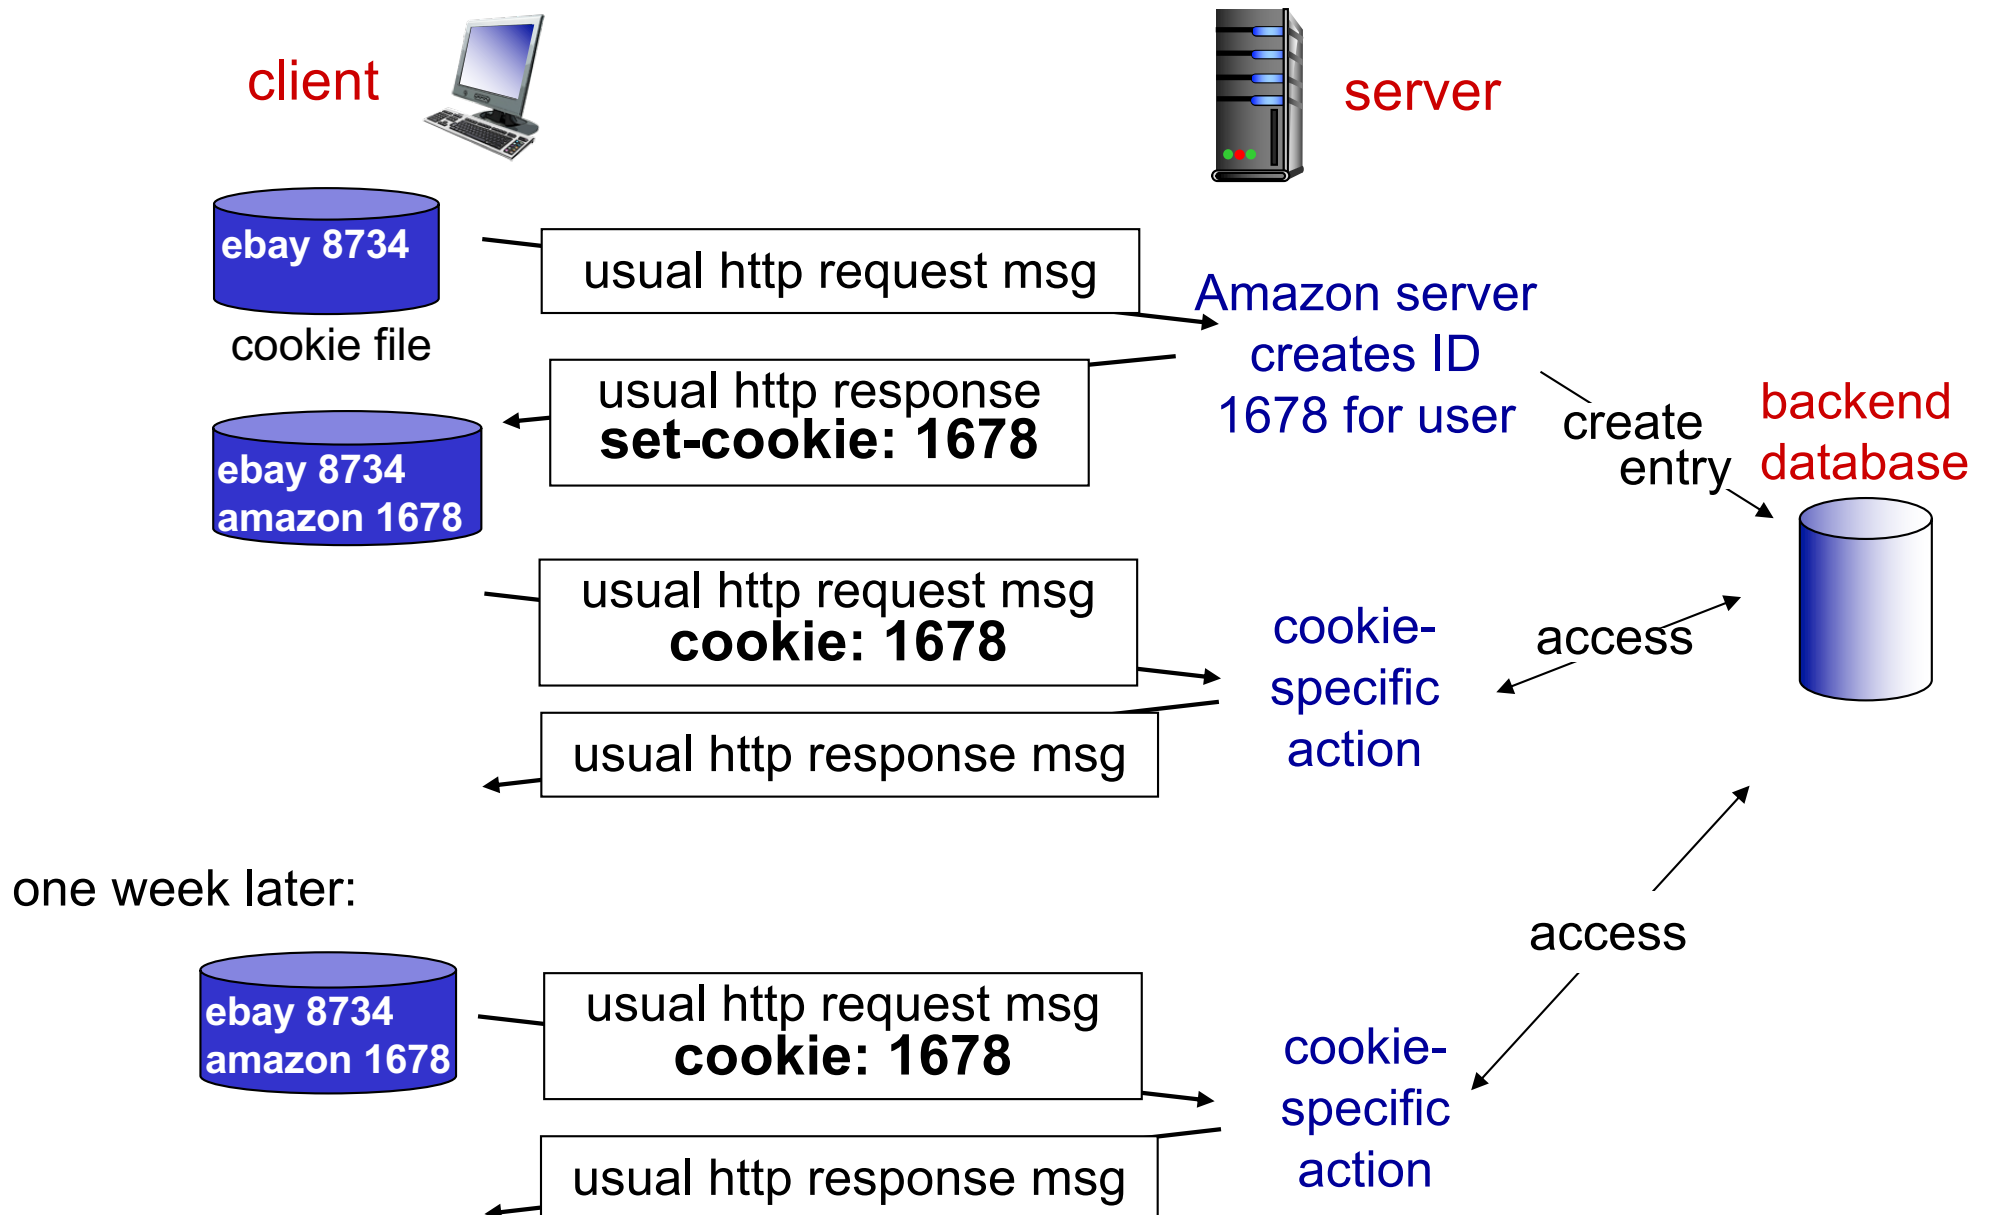 client
server
ebay 8734
cookie file
usual http request msg
Amazon server
creates ID
1678 for user
usual http response
set-cookie: 1678
create
entry
backend
database
ebay 8734
amazon 1678
usual http request msg
cookie: 1678
cookie-
specific
action
access
usual http response msg
one week later:
access
ebay 8734
amazon 1678
usual http request msg
cookie: 1678
cookie-
specific
action
usual http response msg